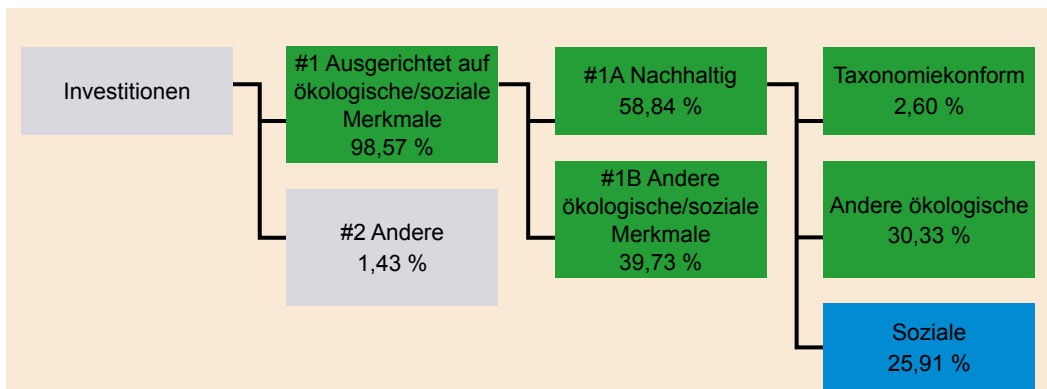 Investitionen
#1 Ausgerichtet auf
ökologische/soziale
Merkmale
98,57 %
#2 Andere
1,43 %
#1A Nachhaltig
58,84 %
#1B Andere
ökologische/soziale
Merkmale
39,73 %
Taxonomiekonform
2,60 %
Andere ökologische
30,33 %
Soziale
25,91 %